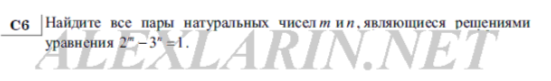 С6 Найдите все пары натуральных чисел m и n, являющиеся решениями
уравнения 2^m – 3^n = 1.
ALEXLARIN.NET